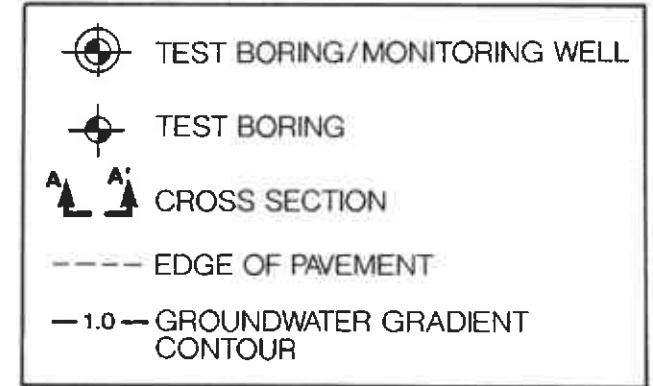 TEST BORING/MONITORING WELL
TEST BORING
A A' CROSS SECTION
EDGE OF PAVEMENT
1.0 GROUNDWATER GRADIENT
CONTOUR